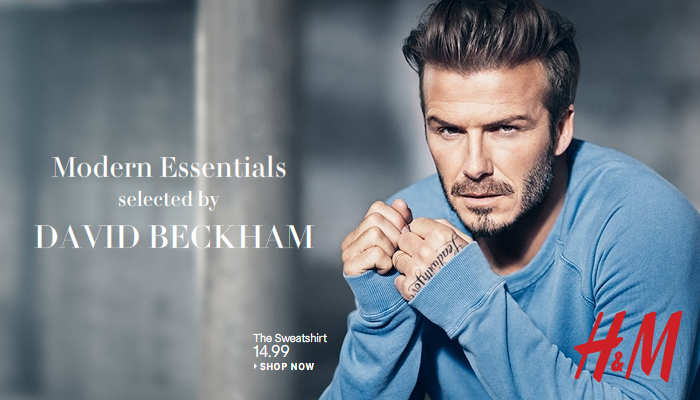 Modern Essentials
selected by
DAVID BECKHAM
The Sweatshirt
14.99
SHOP NOW
H&M